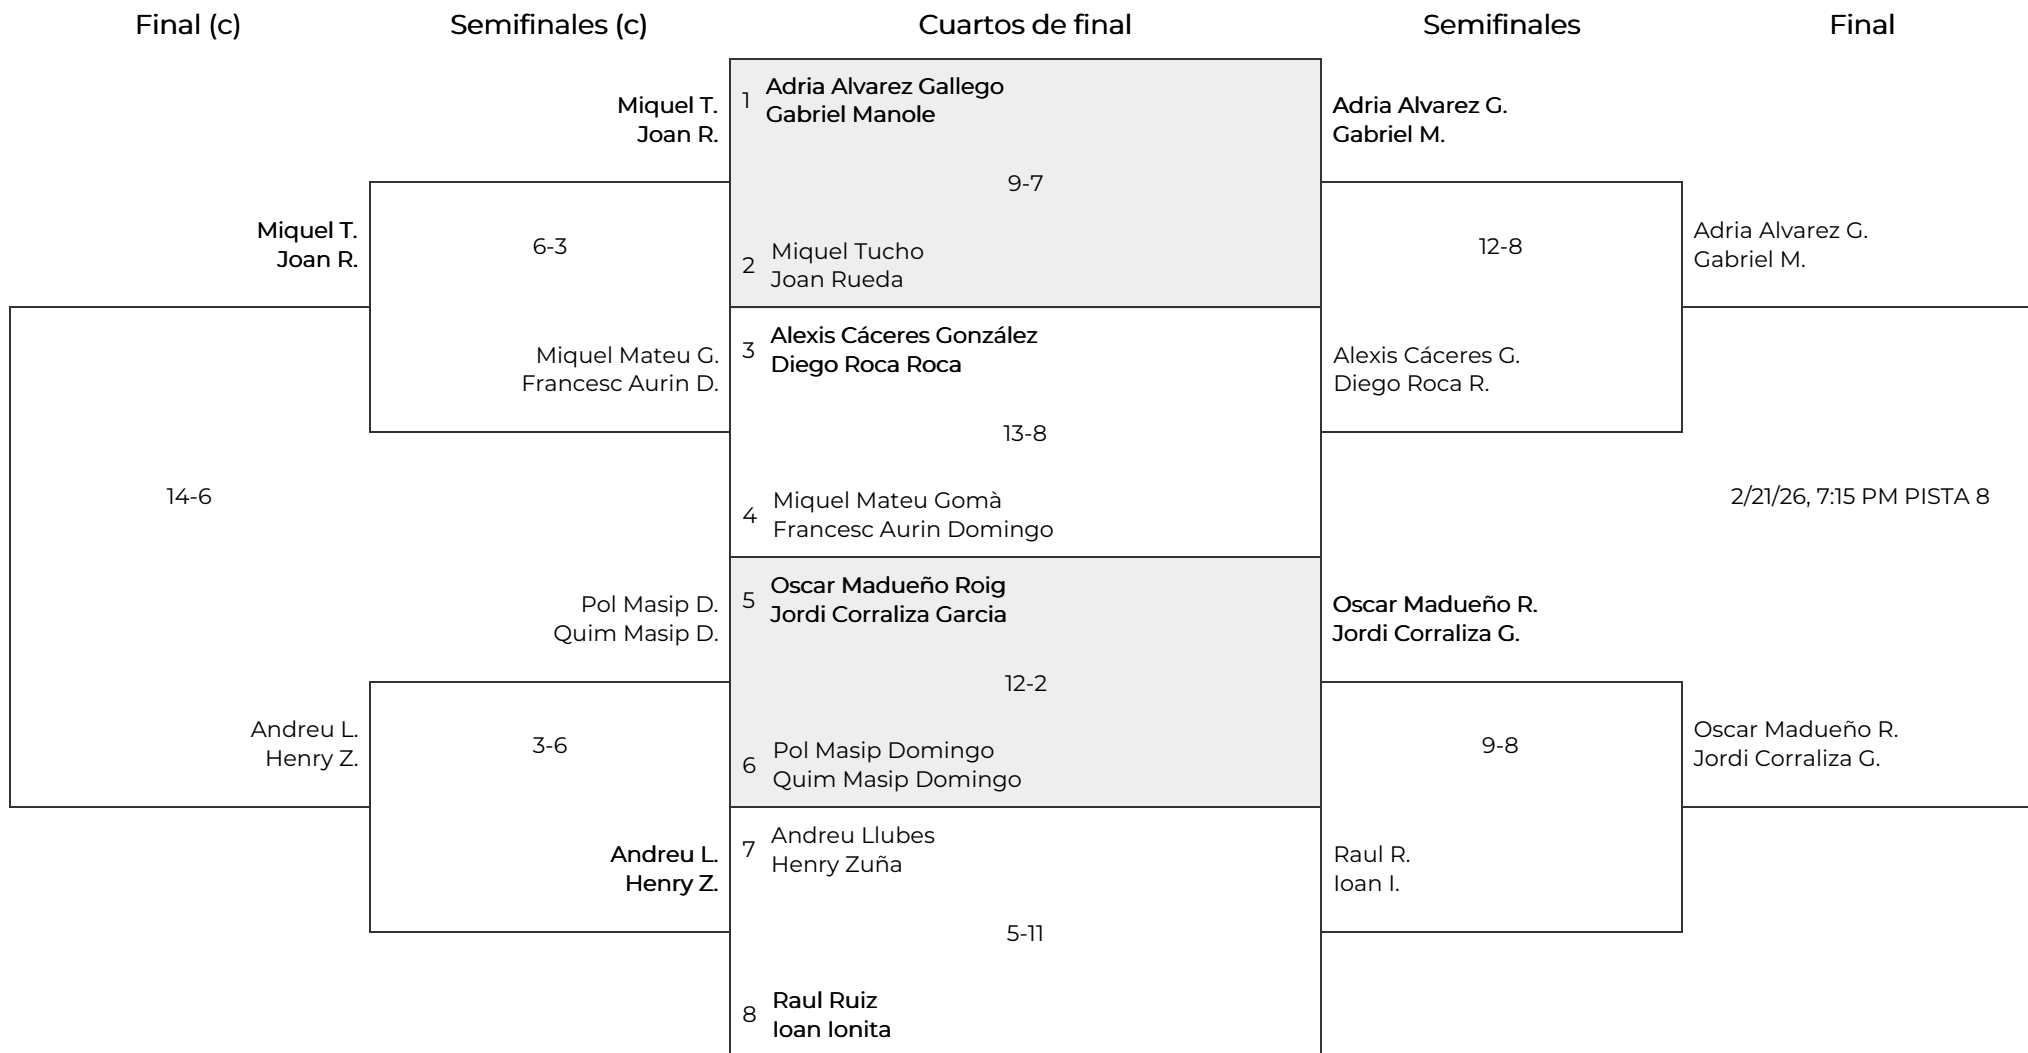 Final (c)
Semifinales (c)
Cuartos de final
Semifinales
Final
Miquel T.
Joan R.
6-3
Miquel Mateu G.
Francesc Aurin D.
Miquel T.
Joan R.
14-6
Andreu L.
Henry Z.
Pol Masip D.
Quim Masip D.
3-6
Andreu L.
Henry Z.
1 Adria Alvarez Gallego
Gabriel Manole
9-7
2 Miquel Tucho
Joan Rueda
3 Alexis Cáceres González
Diego Roca Roca
13-8
4 Miquel Mateu Gomà
Francesc Aurin Domingo
5 Oscar Madueño Roig
Jordi Corraliza Garcia
12-2
6 Pol Masip Domingo
Quim Masip Domingo
7 Andreu Llubes
Henry Zuña
5-11
8 Raul Ruiz
Ioan Ionita
Adria Alvarez G.
Gabriel M.
12-8
Alexis Cáceres G.
Diego Roca R.
Oscar Madueño R.
Jordi Corraliza G.
9-8
Raul R.
Ioan I.
Adria Alvarez G.
Gabriel M.
2/21/26, 7:15 PM PISTA 8
Oscar Madueño R.
Jordi Corraliza G.